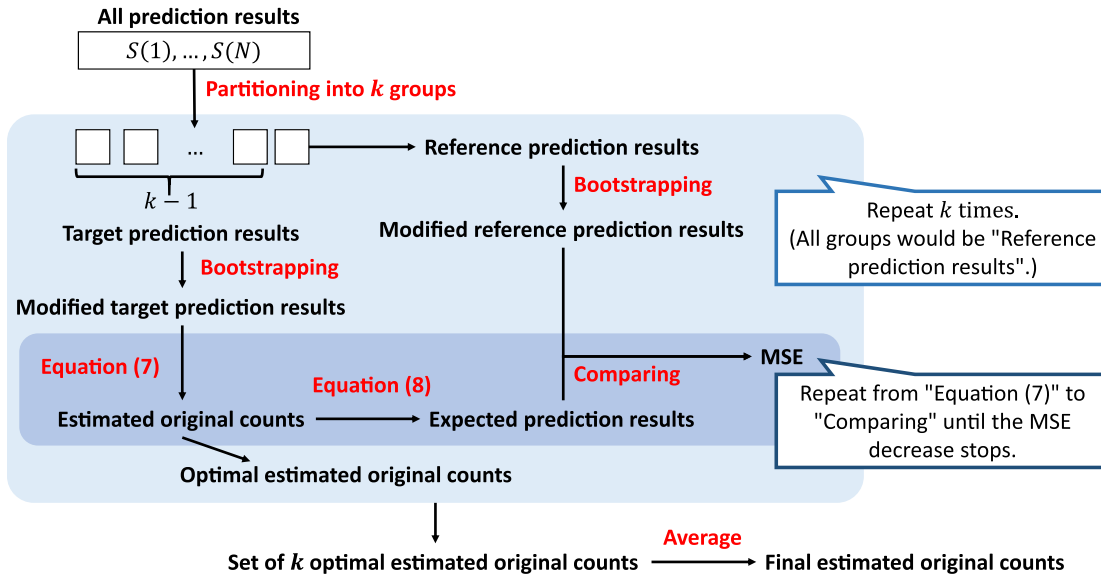 All prediction results
S(1), ..., S(N)
Partitioning into k groups
...
k − 1
Reference prediction results
Bootstrapping
Modified reference prediction results
Target prediction results
Bootstrapping
Modified target prediction results
Repeat k times.
(All groups would be "Reference
prediction results".)
Equation (7)
Equation (8)
Comparing
MSE
Estimated original counts
Expected prediction results
Repeat from "Equation (7)" to
"Comparing" until the MSE
decrease stops.
Optimal estimated original counts
Set of k optimal estimated original counts
Average
Final estimated original counts